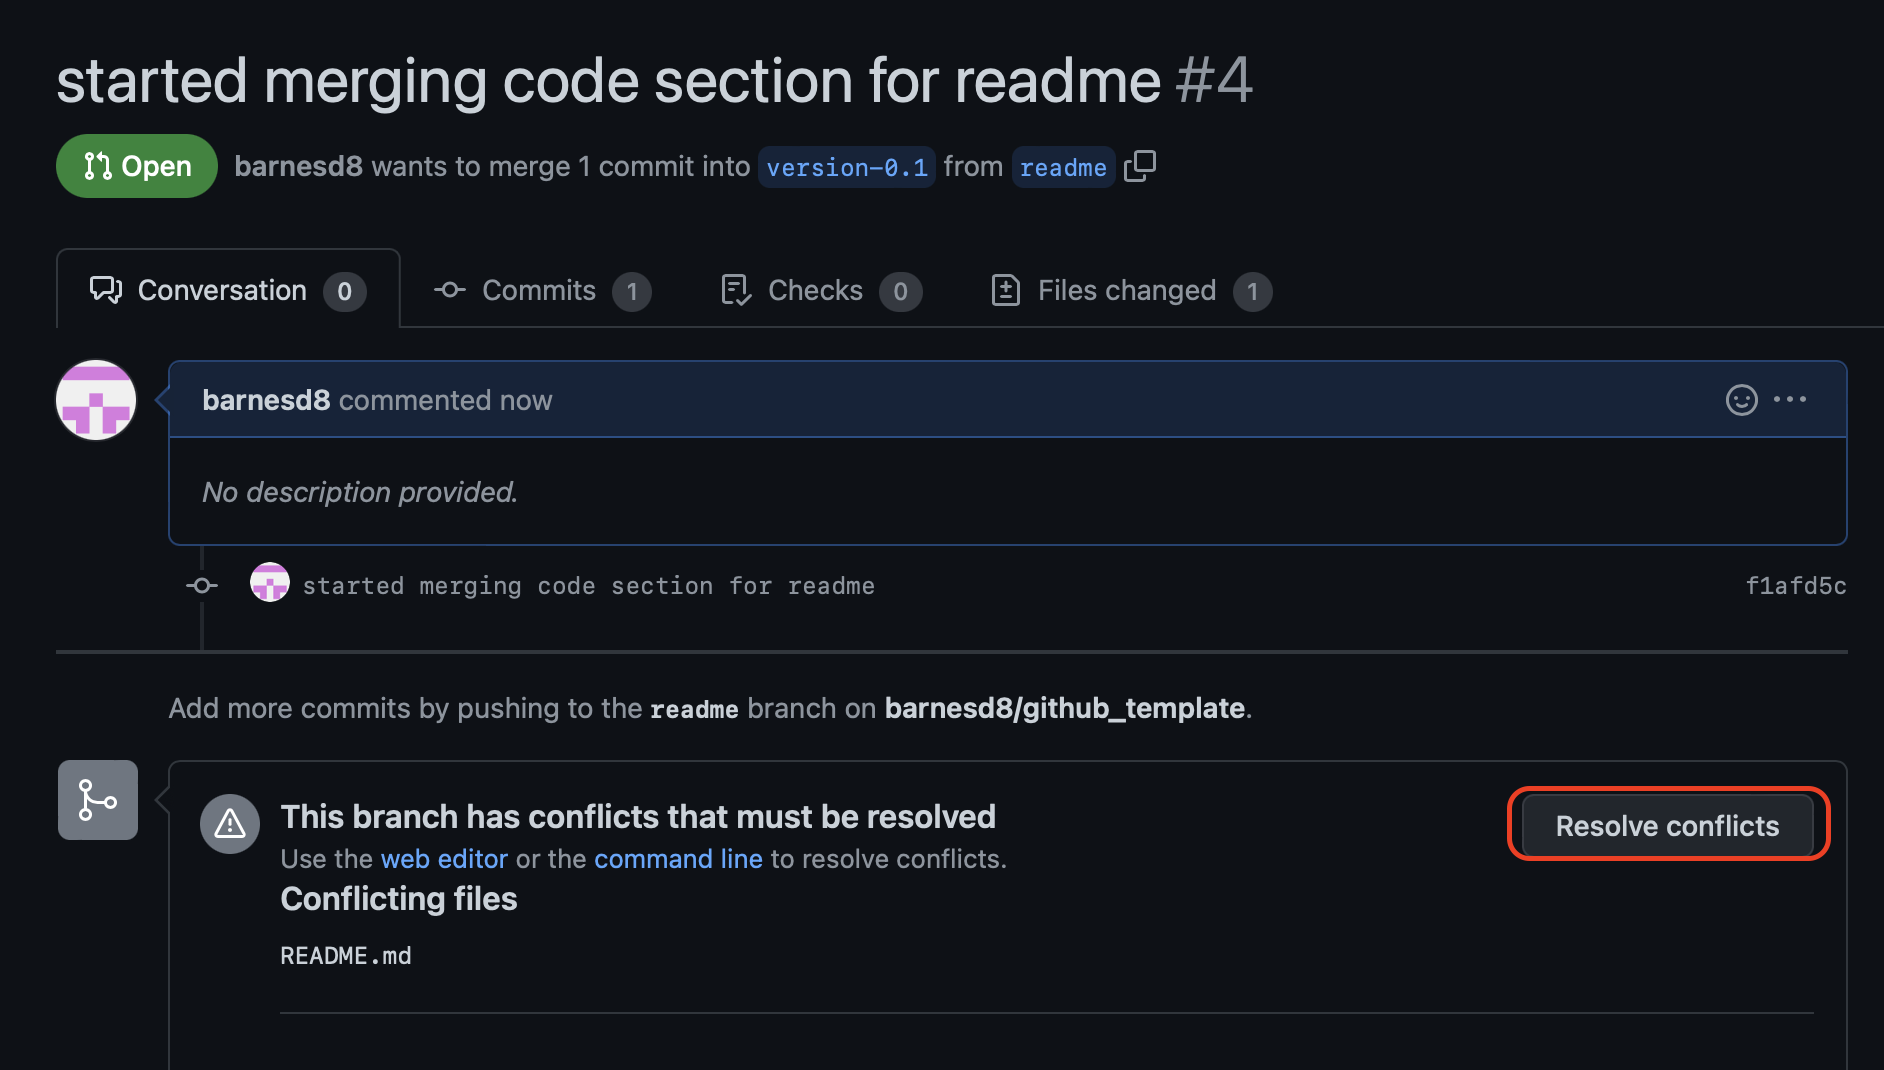 started merging code section for readme #4
Open barnesd8 wants to merge 1 commit into version-0.1 from readme
Conversation 0 Commits 1 Checks 0 Files changed 1
barnesd8 commented now
No description provided.
started merging code section for readme f1afd5c
Add more commits by pushing to the readme branch on barnesd8/github_template.
This branch has conflicts that must be resolved
Resolve conflicts
Use the web editor or the command line to resolve conflicts.
Conflicting files
README.md